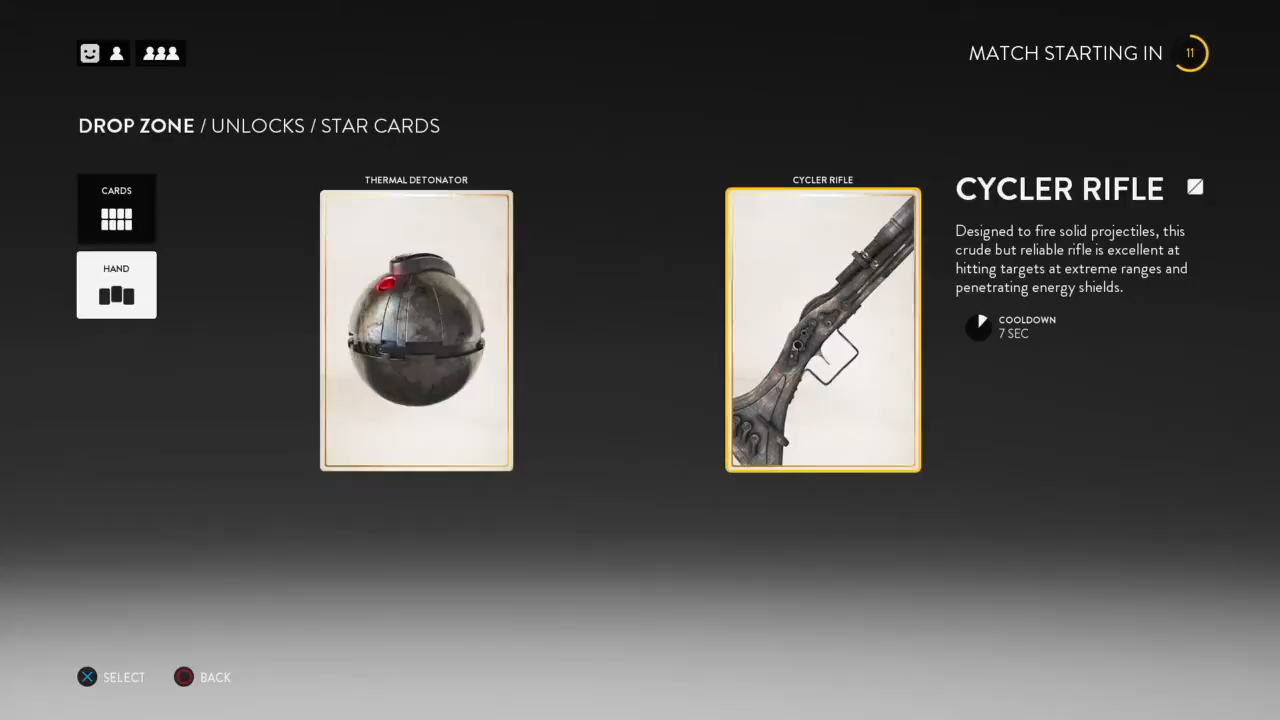 MATCH STARTING IN 11
DROP ZONE / UNLOCKS / STAR CARDS
CARDS
HAND
THERMAL DETONATOR
CYCLER RIFLE
CYCLER RIFLE
Designed to fire solid projectiles, this
crude but reliable rifle is excellent at
hitting targets at extreme ranges and
penetrating energy shields.
COOLDOWN
7 SEC
SELECT
BACK